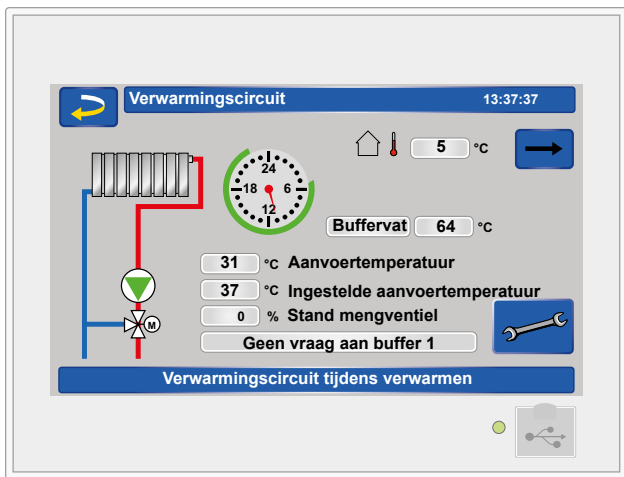 Verwarmingscircuit 13:37:37
5 °C
24
18 6
12
Buffervat 64 °C
31 °C Aanvoertemperatuur
37 °C Ingestelde aanvoertemperatuur
0 % Stand mengventiel
M
Geen vraag aan buffer 1
Verwarmingscircuit tijdens verwarmen